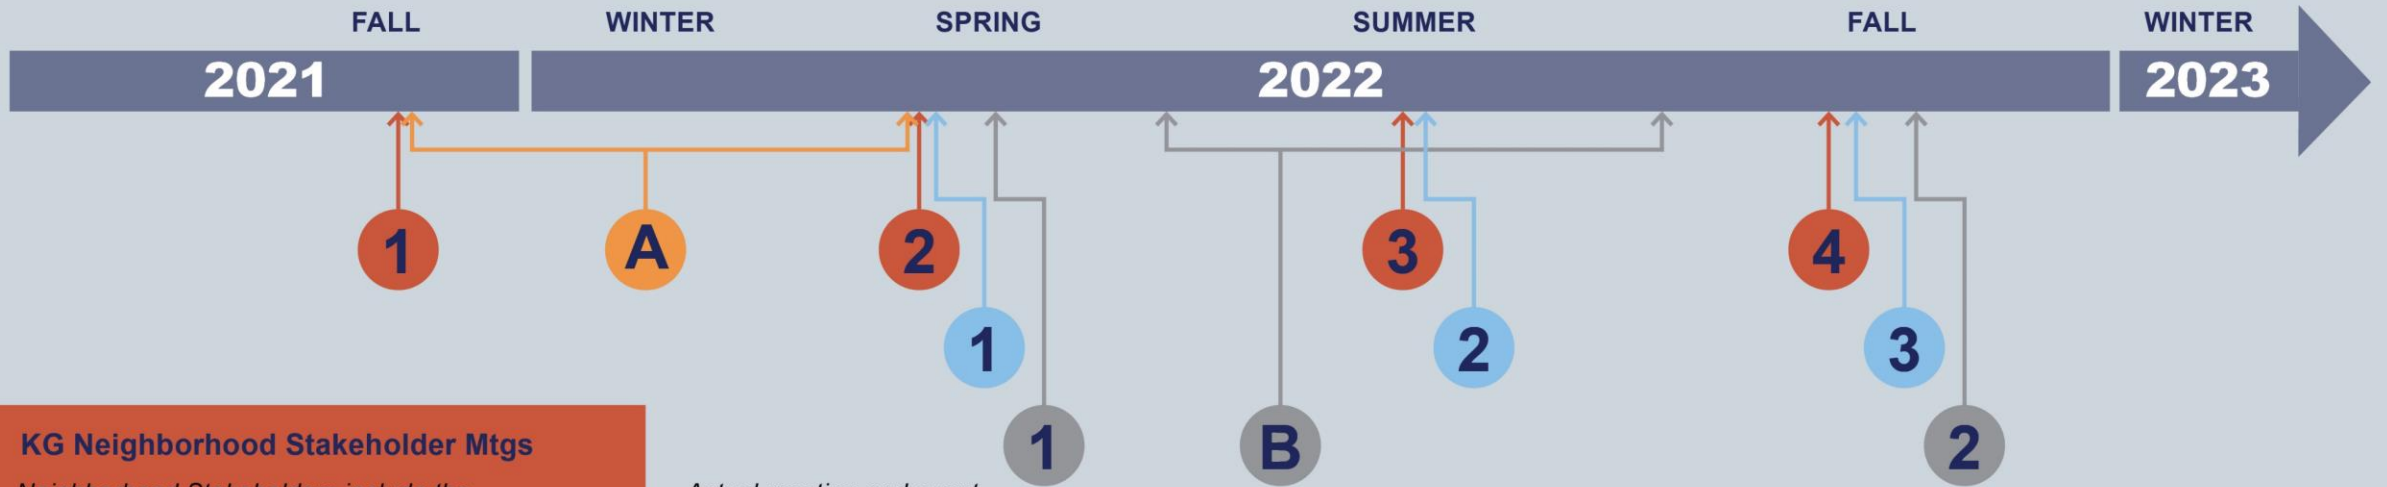 FALL WINTER SPRING SUMMER FALL WINTER
2021 2022 2023
1 A 2 3 4
1 2 3
1 B 2
KG Neighborhood Stakeholder Mtgs